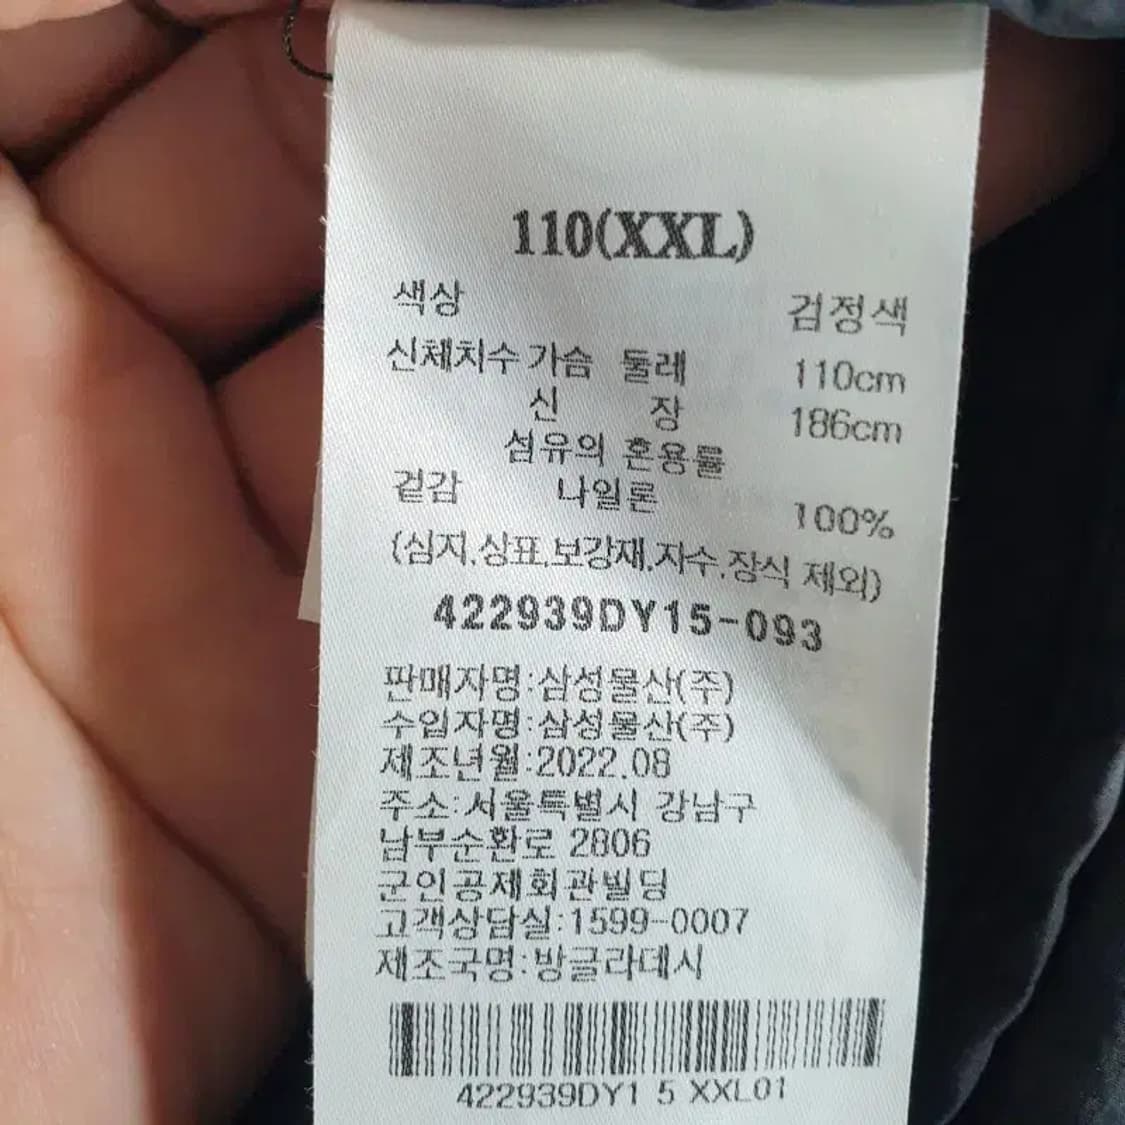 110(XXL)
색상 검정색
신체치수 가슴 둘레 110cm
신 장 186cm
섬유의 혼용률
겉감 나일론 100%
(심지,상표,보강재,자수,장식 제외)
422939DY15-093
판매자명:삼성물산(주)
수입자명:삼성물산(주)
제조년월:2022.08
주소:서울특별시 강남구
남부순환로 2806
군인공제회관빌딩
고객상담실:1599-0007
제조국명:방글라데시
422939DY1 5 XXL01